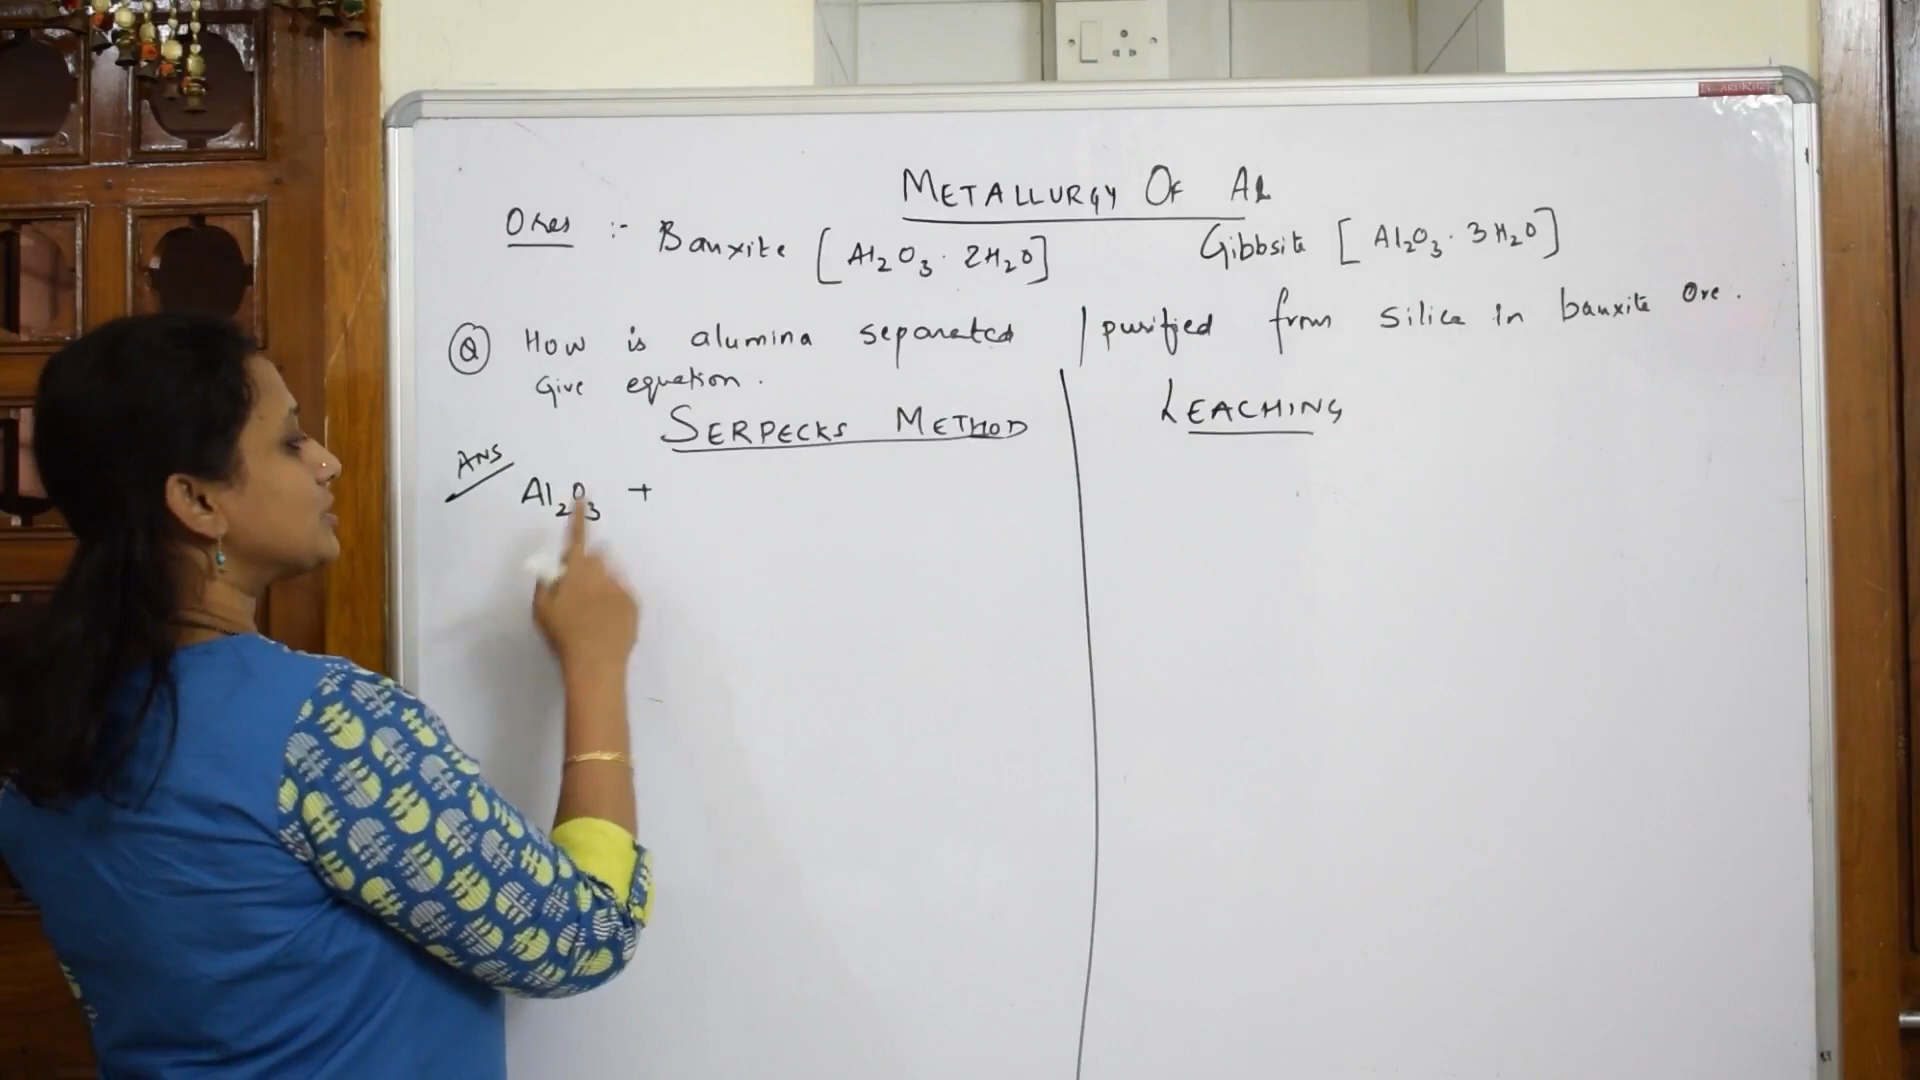 METALLURGY OF Al
Ores :- Bauxite [Al₂O₃·2H₂O] Gibbsite [Al₂O₃·3H₂O]
Q How is alumina separated / purified from silica in bauxite ore.
Give equation.
SERPECKS METHOD
LEACHING
ANS
Al₂O₃ +